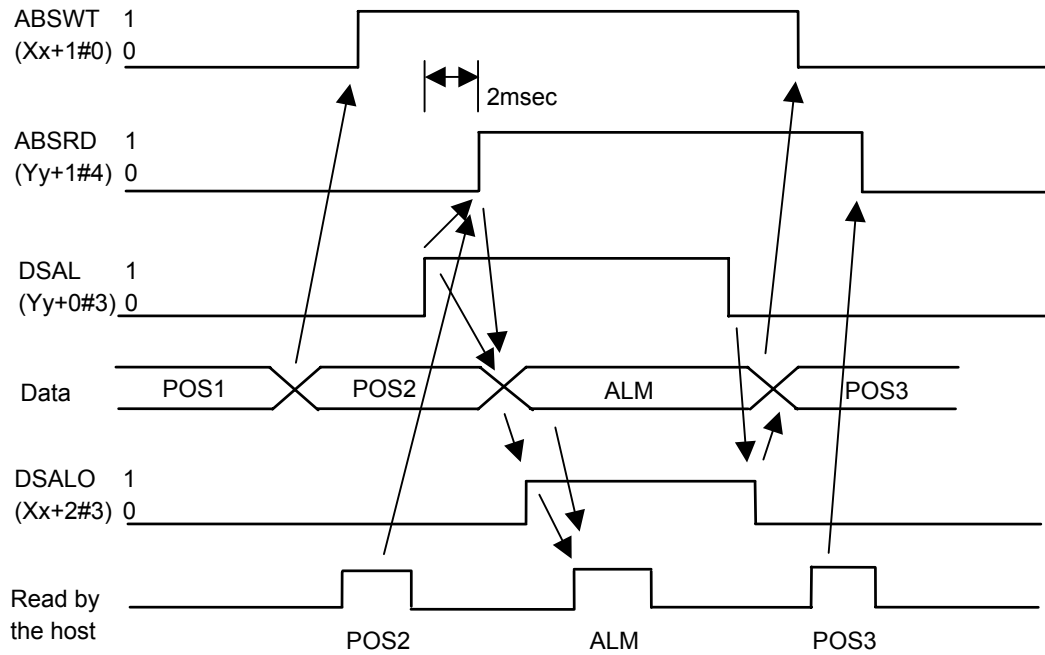 ABSWT 1
(Xx+1#0) 0
2msec
ABSRD 1
(Yy+1#4) 0
DSAL 1
(Yy+0#3) 0
Data POS1 POS2 ALM POS3
DSALO 1
(Xx+2#3) 0
Read by
the host
POS2 ALM POS3